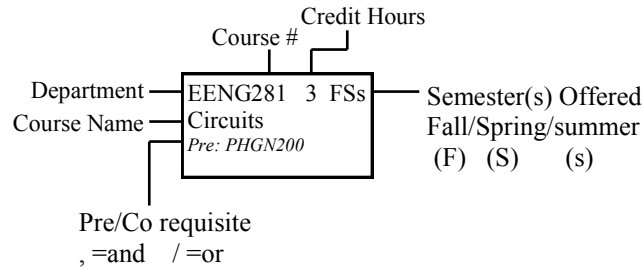 Credit Hours
Course #
Department
EENG281 3 FSs
Semester(s) Offered
Course Name
Circuits
Fall/Spring/summer
Pre: PHGN200
(F) (S) (s)
Pre/Co requisite
, =and / =or